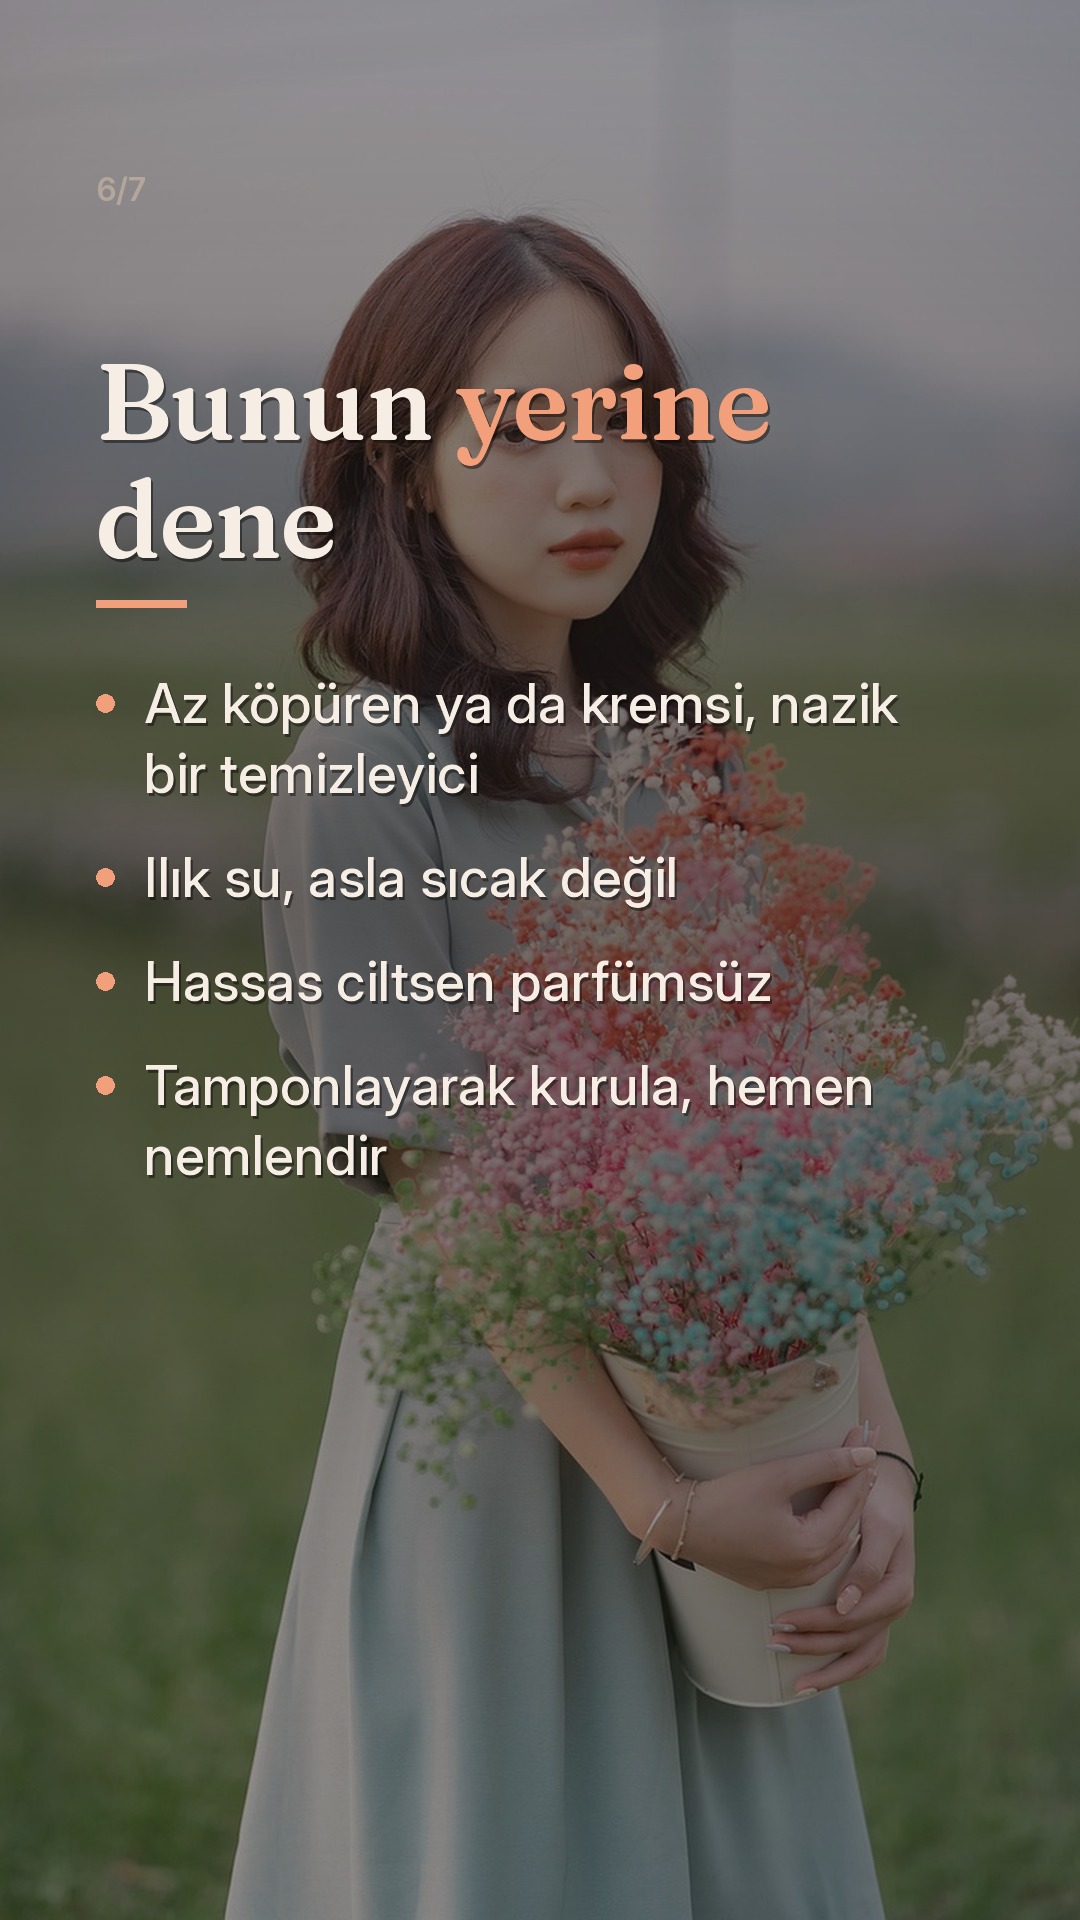 6/7
Bunun yerine
dene
Az köpüren ya da kremsi, nazik
bir temizleyici
Ilık su, asla sıcak değil
Hassas ciltsen parfümsüz
Tamponlayarak kurula, hemen
nemlendir